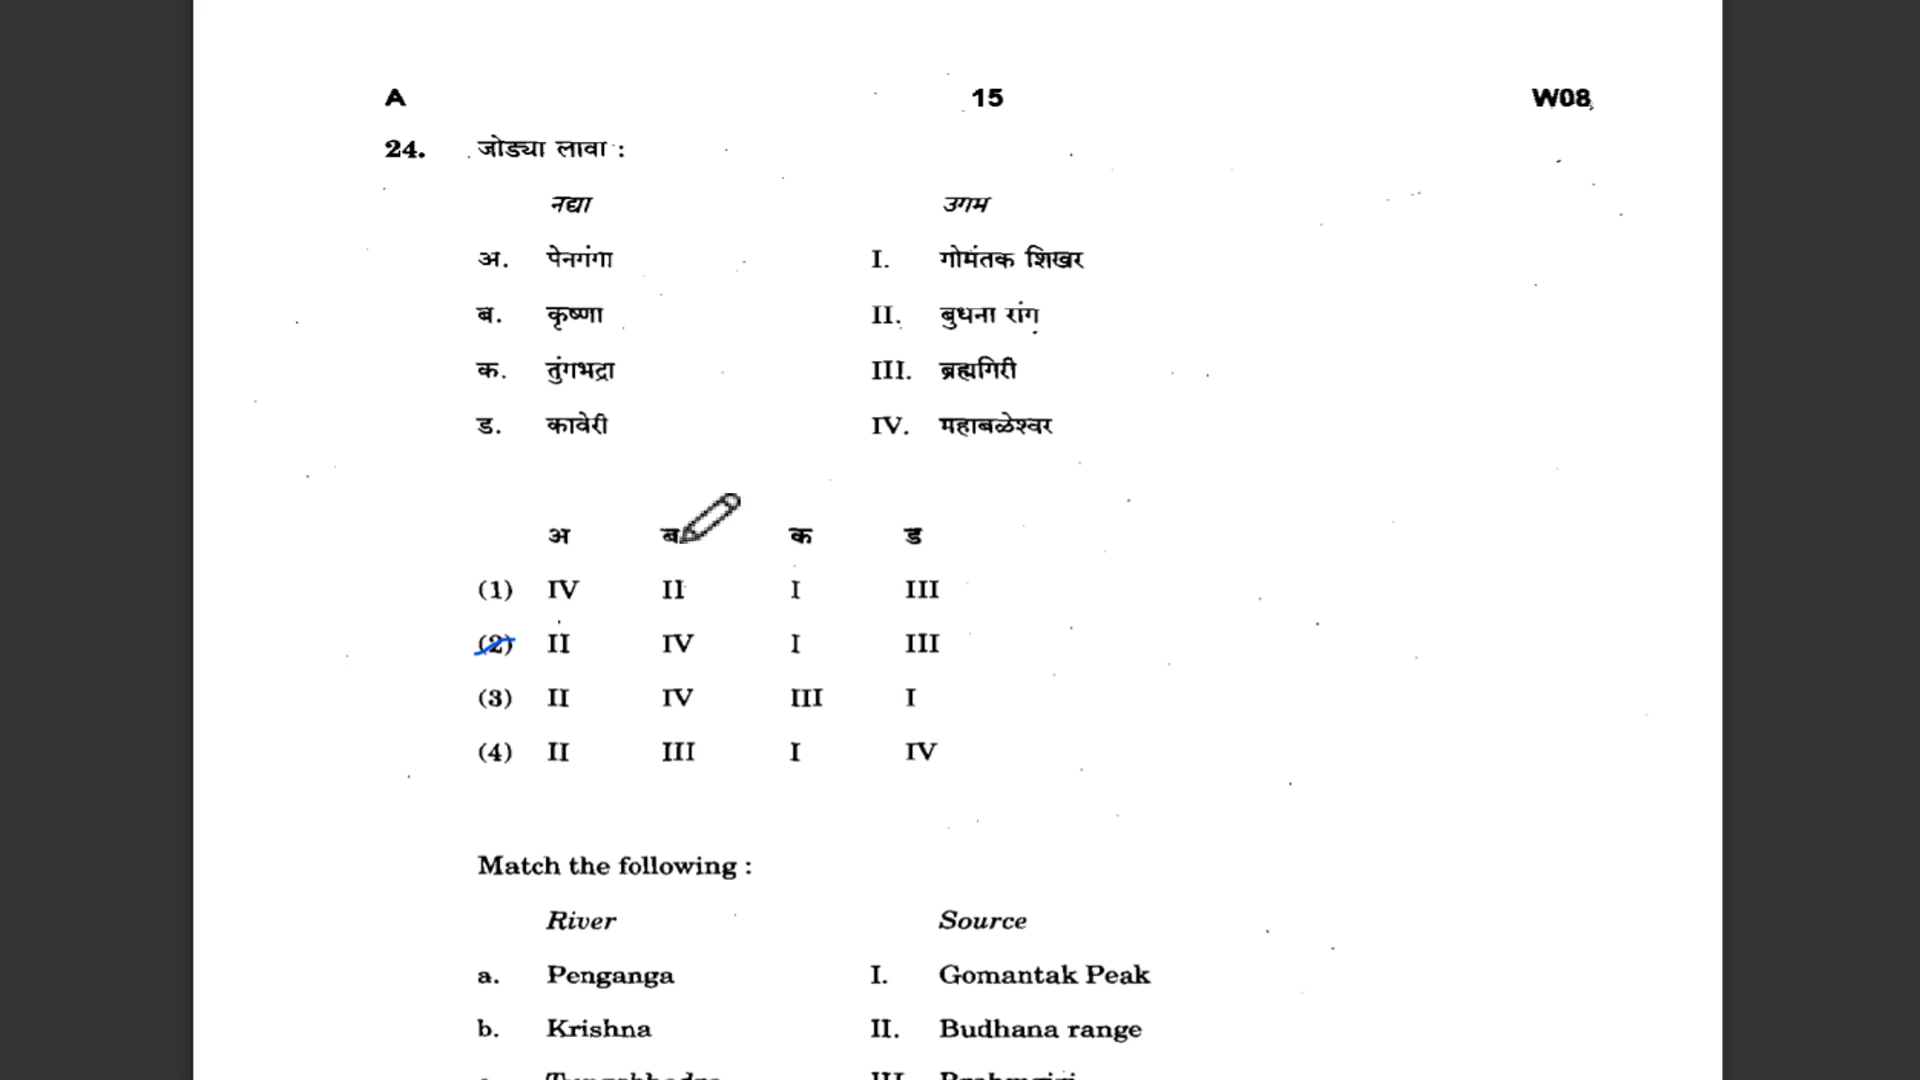 A 15 W08
24. जोड्या लावा :
नद्या उगम
अ. पेनगंगा I. गोमंतक शिखर
ब. कृष्णा II. बुधना रांग
क. तुंगभद्रा III. ब्रह्मगिरी
ड. कावेरी IV. महाबळेश्वर
अ ब क ड
(1) IV II I III
(2) II IV I III
(3) II IV III I
(4) II III I IV
Match the following :
River Source
a. Penganga I. Gomantak Peak
b. Krishna II. Budhana range